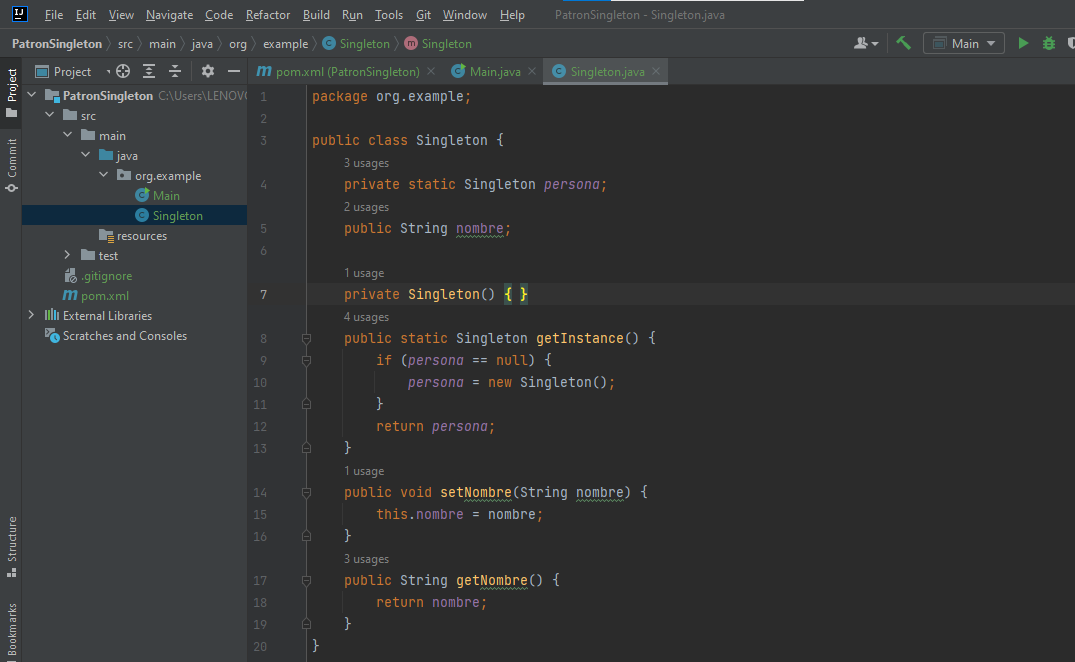 File Edit View Navigate Code Refactor Build Run Tools Git Window Help PatronSingleton - Singleton.java
PatronSingleton src main java org example Singleton Singleton Main
Project
Project
pom.xml (PatronSingleton) Main.java Singleton.java
PatronSingleton C:\Users\LENOVO
src
main
java
org.example
Main
Singleton
resources
test
.gitignore
pom.xml
External Libraries
Scratches and Consoles
Commit
Structure
Bookmarks
1 package org.example;
2
3 public class Singleton {
3 usages
4 private static Singleton persona;
2 usages
5 public String nombre;
6
1 usage
7 private Singleton() { }
4 usages
8 public static Singleton getInstance() {
9 if (persona == null) {
10 persona = new Singleton();
11 }
12 return persona;
13 }
1 usage
14 public void setNombre(String nombre) {
15 this.nombre = nombre;
16 }
3 usages
17 public String getNombre() {
18 return nombre;
19 }
20 }